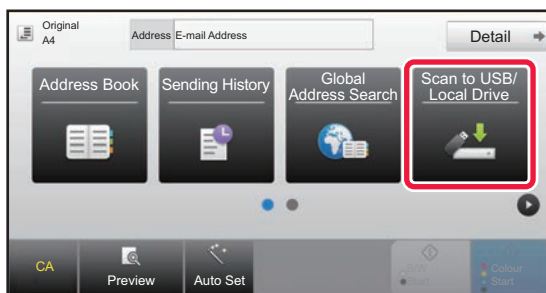 Original
A4
Address
E-mail Address
Detail
Address Book
Sending History
Global
Address Search
Scan to USB/
Local Drive
CA
Preview
Auto Set
B/W
Start
Colour
Start